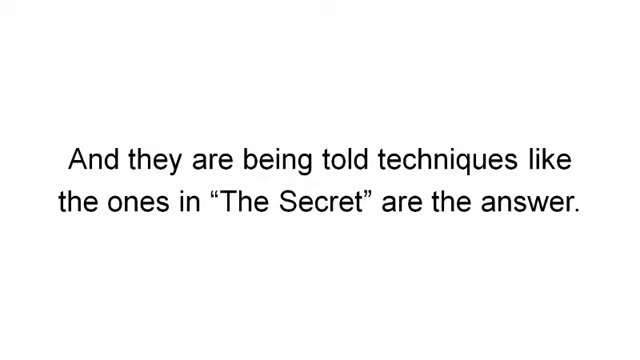 And they are being told techniques like
the ones in “The Secret” are the answer.